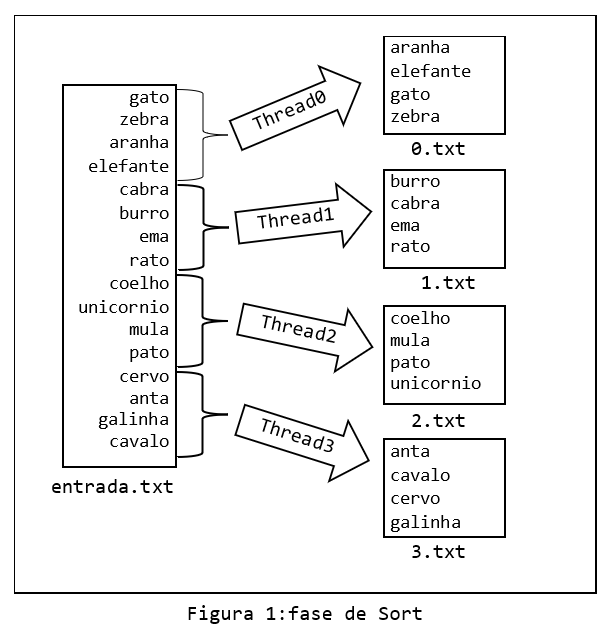 gato
zebra
aranha
elefante
cabra
burro
ema
rato
coelho
unicornio
mula
pato
cervo
anta
galinha
cavalo
entrada.txt
Thread0
Thread1
Thread2
Thread3
aranha
elefante
gato
zebra
0.txt
burro
cabra
ema
rato
1.txt
coelho
mula
pato
unicornio
2.txt
anta
cavalo
cervo
galinha
3.txt
Figura 1:fase de Sort